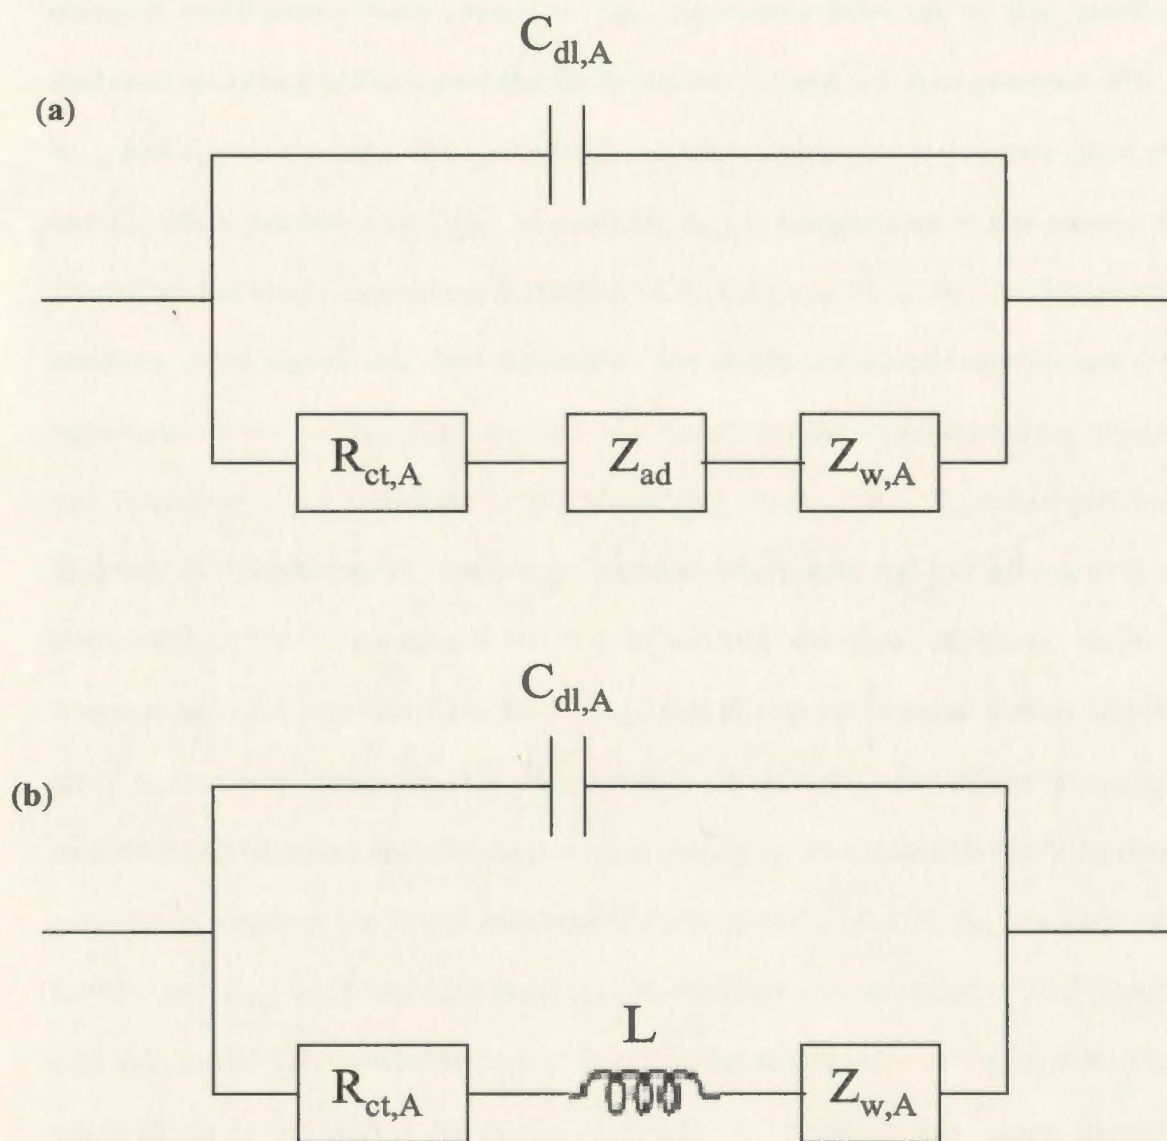 C_dl,A
(a)
R_ct,A Z_ad Z_w,A
C_dl,A
(b)
L
R_ct,A Z_w,A